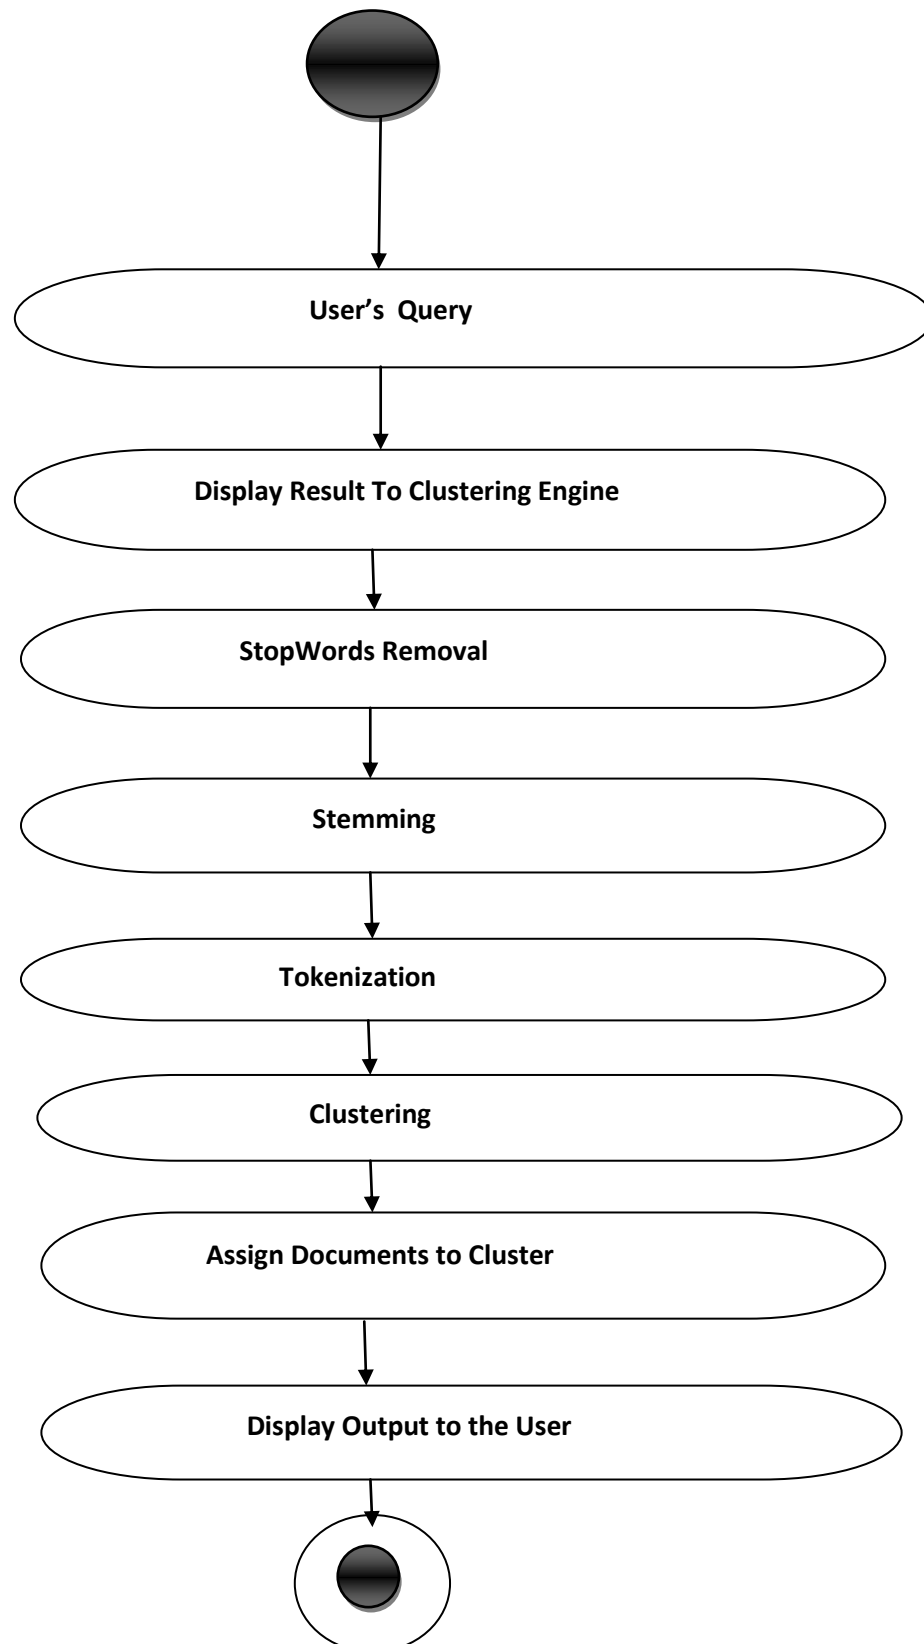 User’s  Query
Display Result To Clustering Engine
StopWords Removal
Stemming
Tokenization
Clustering
Assign Documents to Cluster
Display Output to the User